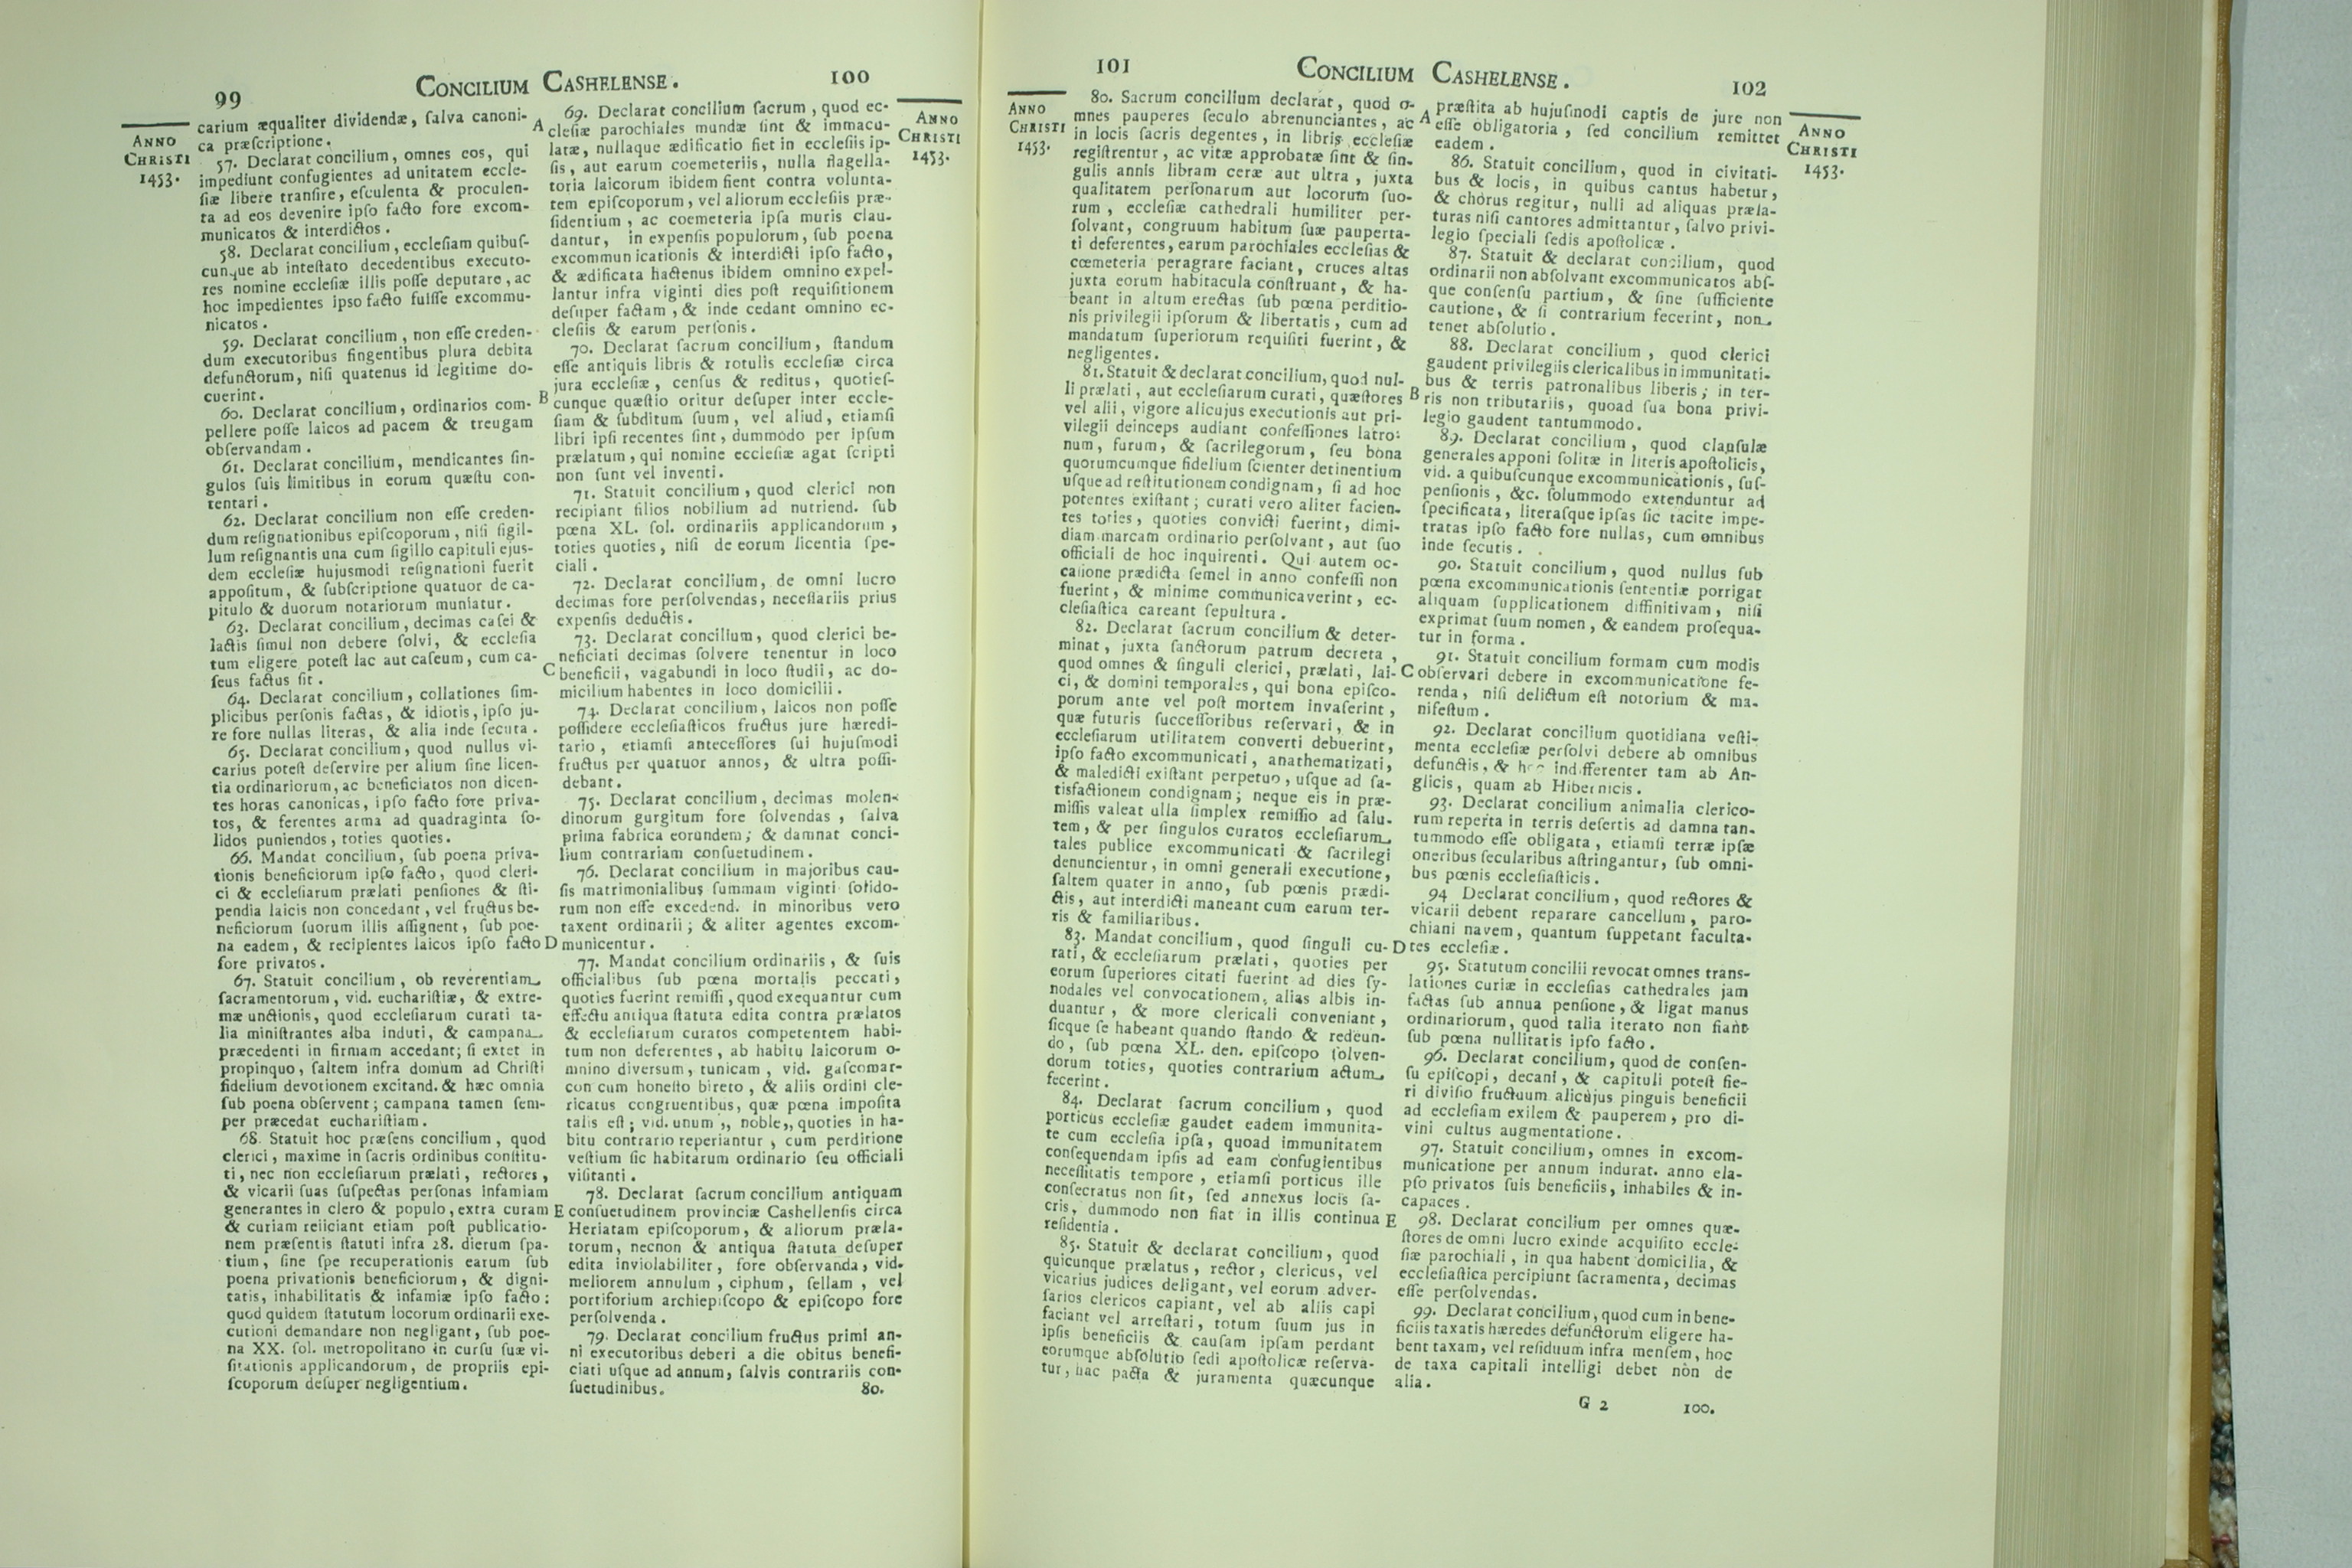 99
CONCILIUM CASHELENSE.
100
ANNO
CHRISTI
1453.
carium æqualiter dividendæ, ſalva canoni-
ca præſcriptione.
57. Declarat concilium, omnes eos, qui
impediunt confugientes ad unitatem eccle-
ſiæ libere tranſire, eſculenta & proculen-
ta ad eos devenire ipſo facto fore excom-
municatos & interdictos.
58. Declarat concilium, eccleſiam quibuſ-
cunque ab inteſtato decedentibus executo-
res nomine eccleſiæ illis poſſe deputare, ac
hoc impedientes ipso facto fuiſſe excommu-
nicatos.
59. Declarat concilium, non eſſe creden-
dum executoribus fingentibus plura debita
defunctorum, niſi quatenus id legitime do-
cuerint.
60. Declarat concilium, ordinarios com-
pellere poſſe laicos ad pacem & treugam
obſervandam.
61. Declarat concilium, mendicantes ſin-
gulos ſuis limitibus in eorum quæſtu con-
tentari.
62. Declarat concilium non eſſe creden-
dum reſignationibus epiſcoporum, niſi ſigil-
lum reſignantis una cum ſigillo capituli ejus-
dem eccleſiæ hujusmodi reſignationi fuerit
appoſitum, & ſubſcriptione quatuor de ca-
pitulo & duorum notariorum muniatur.
63. Declarat concilium, decimas caſei &
lactis ſimul non debere ſolvi, & eccleſia
tum eligere poteſt lac aut caſeum, cum ca-
ſeus factus ſit.
64. Declarat concilium, collationes ſim-
plicibus perſonis factas, & idiotis, ipſo ju-
re fore nullas literas, & alia inde ſecuta.
65. Declarat concilium, quod nullus vi-
carius poteſt deſervire per alium ſine licen-
tia ordinariorum, ac beneficiatos non dicen-
tes horas canonicas, ipſo facto fore priva-
tos, & ferentes arma ad quadraginta ſo-
lidos puniendos, toties quoties.
66. Mandat concilium, ſub poena priva-
tionis beneficiorum ipſo facto, quod cleri-
ci & eccleſiarum prælati penſiones & ſti-
pendia laicis non concedant, vel fructus be-
neficiorum ſuorum illis aſſignent, ſub poe-
na eadem, & recipientes laicos ipſo facto
fore privatos.
67. Statuit concilium, ob reverentiam
ſacramentorum, vid. euchariſtiæ, & extre-
mæ unctionis, quod eccleſiarum curati ta-
lia miniſtrantes alba induti, & campana
præcedenti in firmam accedant; ſi extet in
propinquo, ſaltem infra domum ad Chriſti
fidelium devotionem excitand. & hæc omnia
ſub poena obſervent; campana tamen ſem-
per præcedat euchariſtiam.
68. Statuit hoc præſens concilium, quod
clerici, maxime in ſacris ordinibus conſtitu-
ti, nec non eccleſiarum prælati, rectores,
& vicarii ſuas ſuſpectas perſonas infamiam
generantes in clero & populo, extra curam
& curiam reiiciant etiam poſt publicatio-
nem præſentis ſtatuti infra 28. dierum ſpa-
tium, ſine ſpe recuperationis earum ſub
poena privationis beneficiorum, & digni-
tatis, inhabilitatis & infamiæ ipſo facto:
quod quidem ſtatutum locorum ordinarii exe-
cutioni demandare non negligant, ſub poe-
na XX. ſol. metropolitano in curſu ſuæ vi-
ſitationis applicandorum, de propriis epi-
ſcoporum deſuper negligentium.
A
B
C
D
E
69. Declarat concilium ſacrum, quod ec-
cleſiæ parochiales mundæ ſint & immacu-
latæ, nullaque ædificatio fiet in eccleſiis ip-
ſis, aut earum coemeteriis, nulla flagella-
toria laicorum ibidem fient contra volunta-
tem epiſcoporum, vel aliorum eccleſiis præ-
ſidentium, ac coemeteria ipſa muris clau-
dantur, in expenſis populorum, ſub poena
excommunicationis & interdicti ipſo facto,
& ædificata hactenus ibidem omnino expel-
lantur infra viginti dies poſt requiſitionem
deſuper factam, & inde cedant omnino ec-
cleſiis & earum perſonis.
70. Declarat ſacrum concilium, ſtandum
eſſe antiquis libris & rotulis eccleſiæ circa
jura eccleſiæ, cenſus & reditus, quotieſ-
cunque quæſtio oritur deſuper inter eccle-
ſiam & ſubditum ſuum, vel aliud, etiamſi
libri ipſi recentes ſint, dummodo per ipſum
prælatum, qui nomine eccleſiæ agat ſcripti
non ſunt vel inventi.
71. Statuit concilium, quod clerici non
recipiant filios nobilium ad nutriend. ſub
pœna XL. ſol. ordinariis applicandorum,
toties quoties, niſi de eorum licentia ſpe-
ciali.
72. Declarat concilium, de omni lucro
decimas fore perſolvendas, neceſſariis prius
expenſis deductis.
73. Declarat concilium, quod clerici be-
neficiati decimas ſolvere tenentur in loco
beneficii, vagabundi in loco ſtudii, ac do-
micilium habentes in loco domicilii.
74. Declarat concilium, laicos non poſſe
poſſidere eccleſiaſticos fructus jure hæredi-
tario, etiamſi anteceſſores ſui hujuſmodi
fructus per quatuor annos, & ultra poſſi-
debant.
75. Declarat concilium, decimas molen-
dinorum gurgitum fore ſolvendas, ſalva
prima fabrica eorundem; & damnat conci-
lium contrariam conſuetudinem.
76. Declarat concilium in majoribus cau-
ſis matrimonialibus ſummam viginti ſolido-
rum non eſſe excedend. in minoribus vero
taxent ordinarii; & aliter agentes excom-
municentur.
77. Mandat concilium ordinariis, & ſuis
officialibus ſub pœna mortalis peccati,
quoties fuerint remiſſi, quod exequantur cum
effectu antiqua ſtatuta edita contra prælatos
& eccleſiarum curatos competentem habi-
tum non deferentes, ab habitu laicorum o-
mnino diverſum, tunicam, vid. gaſcomar-
con cum honeſto bireto, & aliis ordini cle-
ricatus congruentibus, quæ pœna impoſita
talis eſt; vid. unum ,, noble,, quoties in ha-
bitu contrario reperiantur, cum perditione
veſtium ſic habitarum ordinario ſeu officiali
viſitanti.
78. Declarat ſacrum concilium antiquam
conſuetudinem provinciæ Cashellenſis circa
Heriatam epiſcoporum, & aliorum præla-
torum, necnon & antiqua ſtatuta deſuper
edita inviolabiliter, fore obſervanda, vid.
meliorem annulum, ciphum, ſellam, vel
portiforium archiepiſcopo & epiſcopo fore
perſolvenda.
79. Declarat concilium fructus primi an-
ni executoribus deberi a die obitus benefi-
ciati uſque ad annum, ſalvis contrariis con-
ſuetudinibus.
80.
ANNO
CHRISTI
1453.
101
CONCILIUM CASHELENSE.
102
ANNO
CHRISTI
1453.
80. Sacrum concilium declarat, quod o-
mnes pauperes ſeculo abrenunciantes, ac
in locis ſacris degentes, in libris eccleſiæ
regiſtrentur, ac vitæ approbatæ ſint & ſin-
gulis annis libram ceræ aut ultra, juxta
qualitatem perſonarum aut locorum ſuo-
rum, eccleſiæ cathedrali humiliter per-
ſolvant, congruum habitum ſuæ pauperta-
ti deferentes, earum parochiales eccleſias &
cœmeteria peragrare faciant, cruces altas
juxta eorum habitacula conſtruant, & ha-
beant in altum erectas ſub pœna perditio-
nis privilegii ipſorum & libertatis, cum ad
mandatum ſuperiorum requiſiti fuerint, &
negligentes.
81. Statuit & declarat concilium, quod nul-
li prælati, aut eccleſiarum curati, quæſtores
vel alii, vigore alicujus executionis aut pri-
vilegii deinceps audiant confeſſiones latro-
num, furum, & ſacrilegorum, ſeu bona
quorumcumque fidelium ſcienter detinentium
uſque ad reſtitutionem condignam, ſi ad hoc
potentes exiſtant; curati vero aliter facien-
tes toties, quoties convicti fuerint, dimi-
diam marcam ordinario perſolvant, aut ſuo
officiali de hoc inquirenti. Qui autem oc-
caſione prædicta ſemel in anno confeſſi non
fuerint, & minime communicaverint, ec-
cleſiaſtica careant ſepultura.
82. Declarat ſacrum concilium & deter-
minat, juxta ſanctorum patrum decreta,
quod omnes & ſinguli clerici, prælati, lai-
ci, & domini temporales, qui bona epiſco-
porum ante vel poſt mortem invaſerint,
quæ futuris ſucceſſoribus reſervari, & in
eccleſiarum utilitatem converti debuerint,
ipſo facto excommunicati, anathematizati,
& maledicti exiſtant perpetuo, uſque ad ſa-
tisfactionem condignam; neque eis in præ-
miſſis valeat ulla ſimplex remiſſio ad ſalu-
tem, & per ſingulos curatos eccleſiarum
tales publice excommunicati & ſacrilegi
denuncientur, in omni generali executione,
ſaltem quater in anno, ſub pœnis prædi-
ctis, aut interdicti maneant cum earum ter-
ris & familiaribus.
83. Mandat concilium, quod ſinguli cu-
rati, & eccleſiarum prælati, quoties per
eorum ſuperiores citati fuerint ad dies ſy-
nodales vel convocationem, alias albis in-
duantur, & more clericali conveniant,
ſicque ſe habeant quando ſtando & redeun-
do, ſub pœna XL. den. epiſcopo ſolven-
dorum toties, quoties contrarium actum
fecerint.
84. Declarat ſacrum concilium, quod
porticus eccleſiæ gaudet eadem immunita-
te cum eccleſia ipſa, quoad immunitatem
conſequendam ipſis ad eam confugientibus
neceſſitatis tempore, etiamſi porticus ille
conſecratus non ſit, ſed annexus locis ſa-
cris, dummodo non fiat in illis continua
reſidentia.
85. Statuit & declarat concilium, quod
quicunque prælatus, rector, clericus, vel
vicarius judices deligant, vel eorum adver-
ſarios clericos capiant, vel ab aliis capi
faciant vel arreſtari, totum ſuum jus in
ipſis beneficiis & cauſam ipſam perdant
eorumque abſolutio ſedi apoſtolicæ reſerva-
tur, hac pacta & juramenta quæcunque
A
B
C
D
E
præſtita ab hujuſmodi captis de jure non
eſſe obligatoria, ſed concilium remittet
eadem.
86. Statuit concilium, quod in civitati-
bus & locis, in quibus cantus habetur,
& chorus regitur, nulli ad aliquas præla-
turas niſi cantores admittantur, ſalvo privi-
legio ſpeciali ſedis apoſtolicæ.
87. Statuit & declarat concilium, quod
ordinarii non abſolvant excommunicatos abſ-
que conſenſu partium, & ſine ſufficiente
cautione, & ſi contrarium fecerint, non
tenet abſolutio.
88. Declarat concilium, quod clerici
gaudent privilegiis clericalibus in immunitati-
bus & terris patronalibus liberis; in ter-
ris non tributariis, quoad ſua bona privi-
legio gaudent tantummodo.
89. Declarat concilium, quod clauſulæ
generales apponi ſolitæ in literis apoſtolicis,
vid. a quibuſcunque excommunicationis, ſuſ-
penſionis, &c. ſolummodo extenduntur ad
ſpecificata, literaſque ipſas ſic tacite impe-
tratas ipſo facto fore nullas, cum omnibus
inde ſecutis.
90. Statuit concilium, quod nullus ſub
pœna excommunicationis ſententiæ porrigat
aliquam ſupplicationem diffinitivam, niſi
exprimat ſuum nomen, & eandem proſequa-
tur in forma.
91. Statuit concilium formam cum modis
obſervari debere in excommunicatione fe-
renda, niſi delictum eſt notorium & ma-
nifeſtum.
92. Declarat concilium quotidiana veſti-
menta eccleſiæ perſolvi debere ab omnibus
defunctis, & hoc indifferenter tam ab An-
glicis, quam ab Hibernicis.
93. Declarat concilium animalia clerico-
rum reperta in terris deſertis ad damna tan-
tummodo eſſe obligata, etiamſi terræ ipſæ
oneribus ſecularibus aſtringantur, ſub omni-
bus pœnis eccleſiaſticis.
94 Declarat concilium, quod rectores &
vicarii debent reparare cancellum, paro-
chiani navem, quantum ſuppetant faculta-
tes eccleſiæ.
95. Statutum concilii revocat omnes trans-
lationes curiæ in eccleſias cathedrales jam
factas ſub annua penſione, & ligat manus
ordinariorum, quod talia iterato non fiant
ſub pœna nullitatis ipſo facto.
96. Declarat concilium, quod de conſen-
ſu epiſcopi, decani, & capituli poteſt fie-
ri diviſio fructuum alicujus pinguis beneficii
ad eccleſiam exilem & pauperem, pro di-
vini cultus augmentatione.
97. Statuit concilium, omnes in excom-
municatione per annum indurat. anno ela-
pſo privatos ſuis beneficiis, inhabiles & in-
capaces.
98. Declarat concilium per omnes quæ-
ſtores de omni lucro exinde acquiſito eccle-
ſiæ parochiali, in qua habent domicilia, &
eccleſiaſtica percipiunt ſacramenta, decimas
eſſe perſolvendas.
99. Declarat concilium, quod cum in bene-
ficiis taxatis hæredes defunctorum eligere ha-
bent taxam, vel reſiduum infra menſem, hoc
de taxa capitali intelligi debet non de
alia.
G 2
100.
ANNO
CHRISTI
1453.